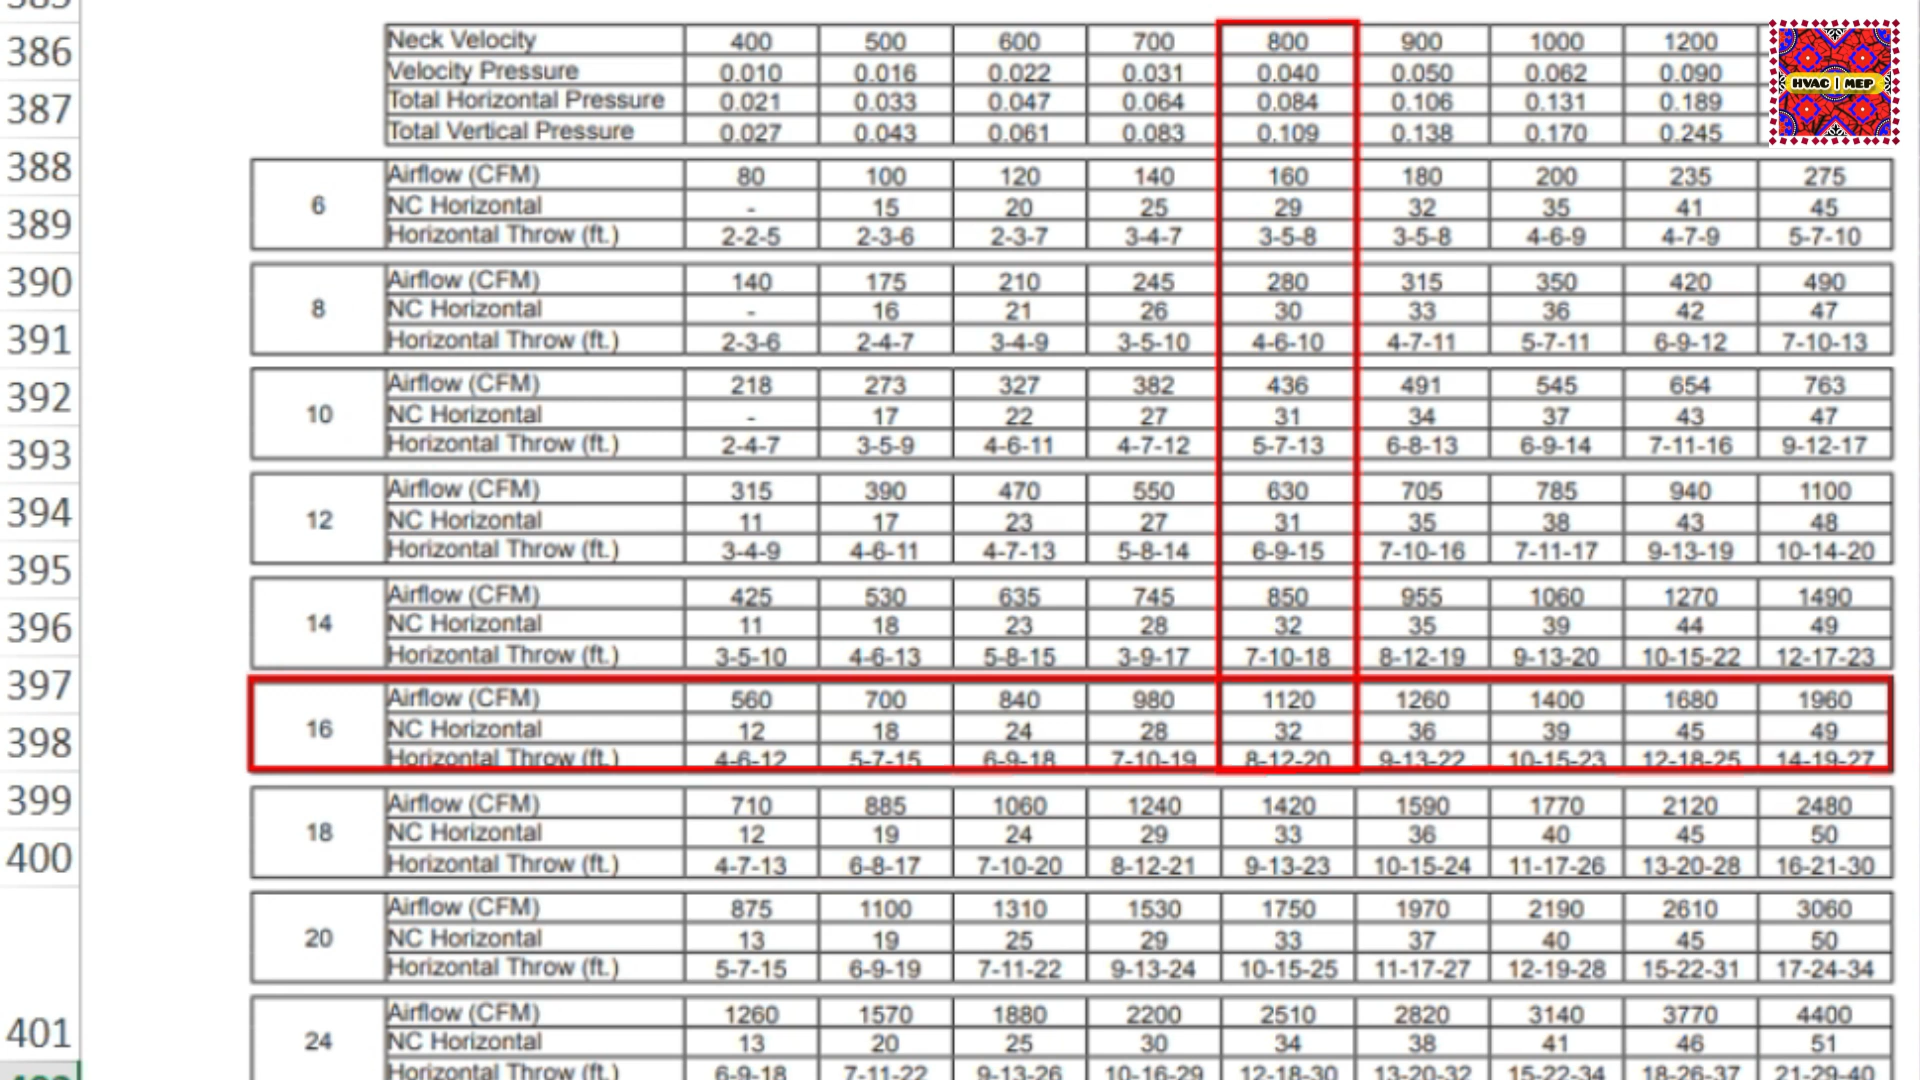 386
387
388
389
390
391
392
393
394
395
396
397
398
399
400
401
Neck Velocity 400 500 600 700 800 900 1000 1200
Velocity Pressure 0.010 0.016 0.022 0.031 0.040 0.050 0.062 0.090
Total Horizontal Pressure 0.021 0.033 0.047 0.064 0.084 0.106 0.131 0.189
Total Vertical Pressure 0.027 0.043 0.061 0.083 0.109 0.138 0.170 0.245
HVAC | MEP
6
Airflow (CFM) 80 100 120 140 160 180 200 235 275
NC Horizontal - 15 20 25 29 32 35 41 45
Horizontal Throw (ft.) 2-2-5 2-3-6 2-3-7 3-4-7 3-5-8 3-5-8 4-6-9 4-7-9 5-7-10
8
Airflow (CFM) 140 175 210 245 280 315 350 420 490
NC Horizontal - 16 21 26 30 33 36 42 47
Horizontal Throw (ft.) 2-3-6 2-4-7 3-4-9 3-5-10 4-6-10 4-7-11 5-7-11 6-9-12 7-10-13
10
Airflow (CFM) 218 273 327 382 436 491 545 654 763
NC Horizontal - 17 22 27 31 34 37 43 47
Horizontal Throw (ft.) 2-4-7 3-5-9 4-6-11 4-7-12 5-7-13 6-8-13 6-9-14 7-11-16 9-12-17
12
Airflow (CFM) 315 390 470 550 630 705 785 940 1100
NC Horizontal 11 17 23 27 31 35 38 43 48
Horizontal Throw (ft.) 3-4-9 4-6-11 4-7-13 5-8-14 6-9-15 7-10-16 7-11-17 9-13-19 10-14-20
14
Airflow (CFM) 425 530 635 745 850 955 1060 1270 1490
NC Horizontal 11 18 23 28 32 35 39 44 49
Horizontal Throw (ft.) 3-5-10 4-6-13 5-8-15 3-9-17 7-10-18 8-12-19 9-13-20 10-15-22 12-17-23
16
Airflow (CFM) 560 700 840 980 1120 1260 1400 1680 1960
NC Horizontal 12 18 24 28 32 36 39 45 49
Horizontal Throw (ft.) 4-6-12 5-7-15 6-9-18 7-10-19 8-12-20 9-13-22 10-15-23 12-18-25 14-19-27
18
Airflow (CFM) 710 885 1060 1240 1420 1590 1770 2120 2480
NC Horizontal 12 19 24 29 33 36 40 45 50
Horizontal Throw (ft.) 4-7-13 6-8-17 7-10-20 8-12-21 9-13-23 10-15-24 11-17-26 13-20-28 16-21-30
20
Airflow (CFM) 875 1100 1310 1530 1750 1970 2190 2610 3060
NC Horizontal 13 19 25 29 33 37 40 45 50
Horizontal Throw (ft.) 5-7-15 6-9-19 7-11-22 9-13-24 10-15-25 11-17-27 12-19-28 15-22-31 17-24-34
24
Airflow (CFM) 1260 1570 1880 2200 2510 2820 3140 3770 4400
NC Horizontal 13 20 25 30 34 38 41 46 51
Horizontal Throw (ft.) 6-9-18 7-11-22 9-13-26 10-16-29 12-18-30 13-20-32 15-22-34 18-26-37 21-29-40